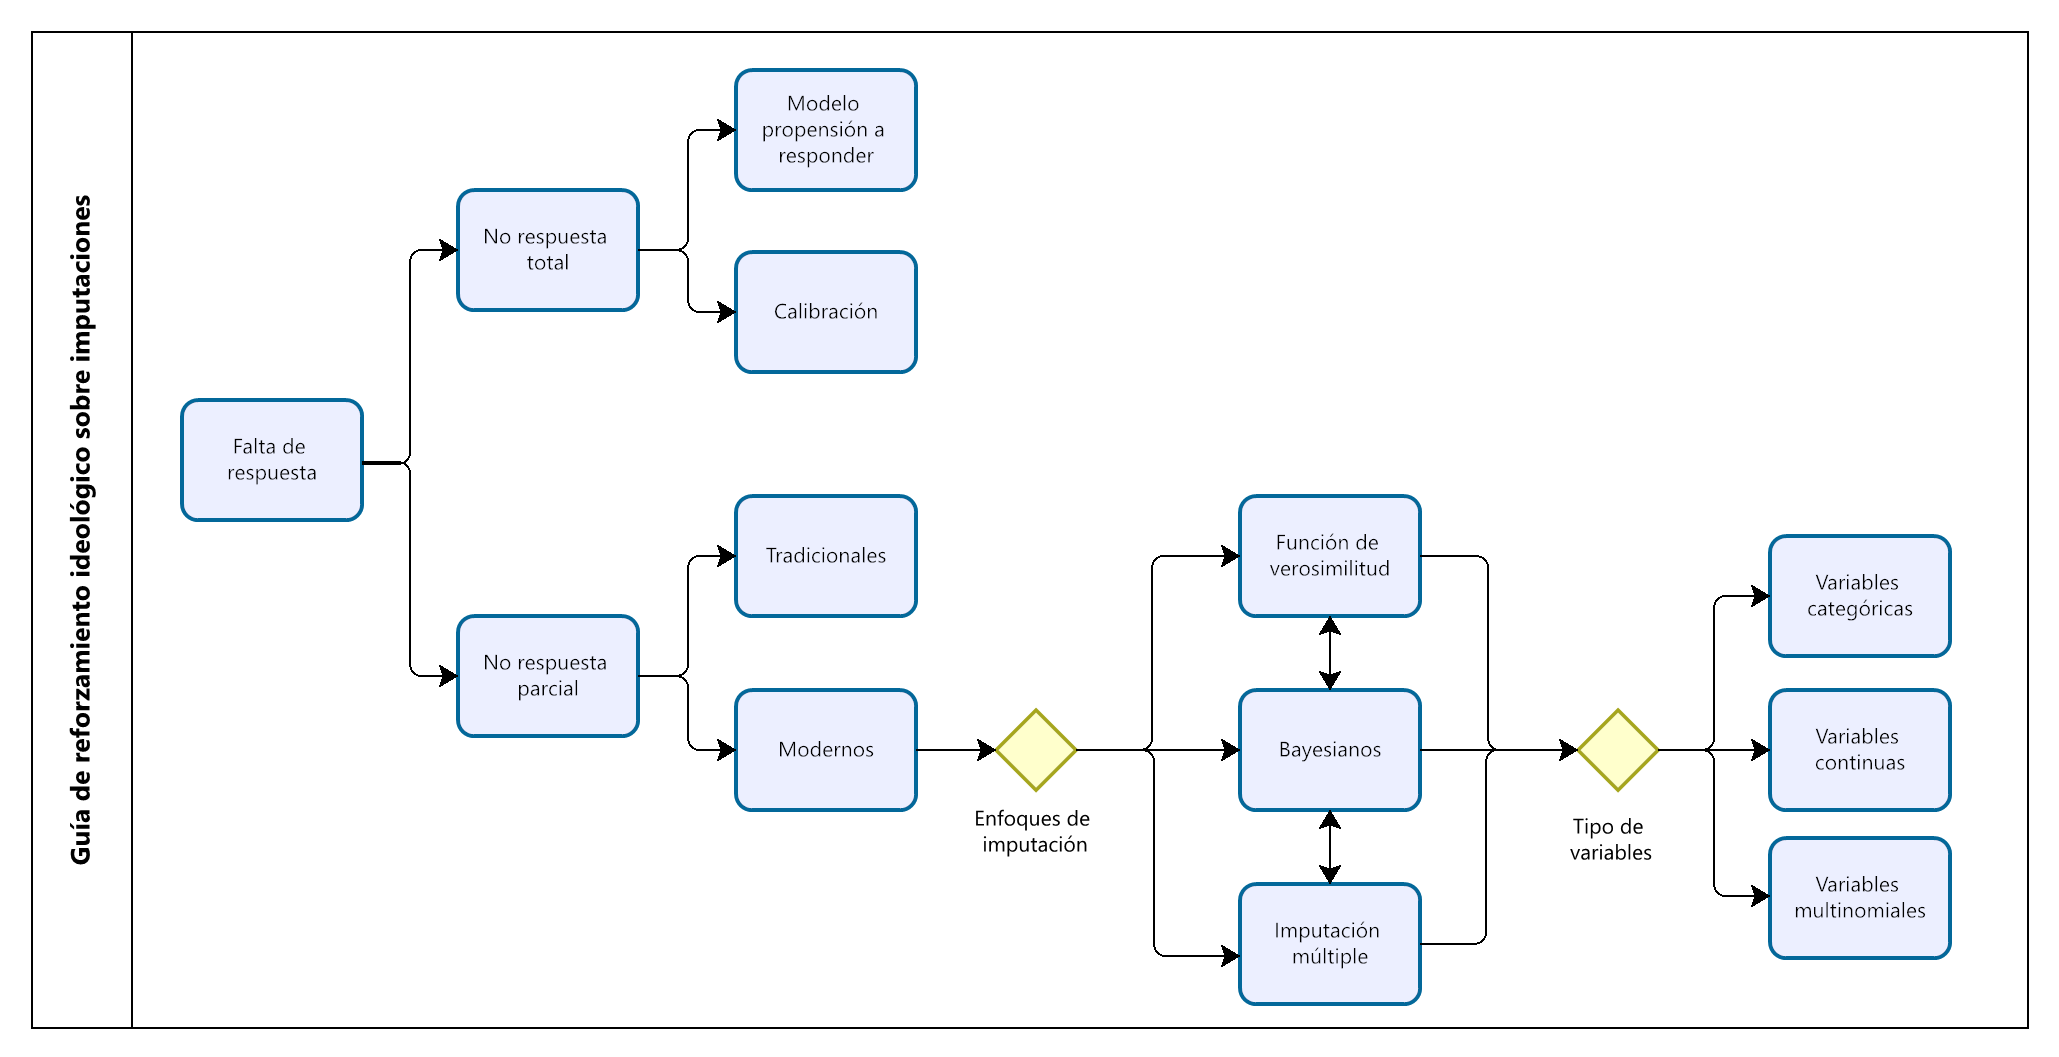 Guía de reforzamiento ideológico sobre imputaciones
Falta de
respuesta
No respuesta
total
Modelo
propensión a
responder
Calibración
No respuesta
parcial
Tradicionales
Modernos
Enfoques de
imputación
Función de
verosimilitud
Bayesianos
Imputación
múltiple
Tipo de
variables
Variables
categóricas
Variables
continuas
Variables
multinomiales